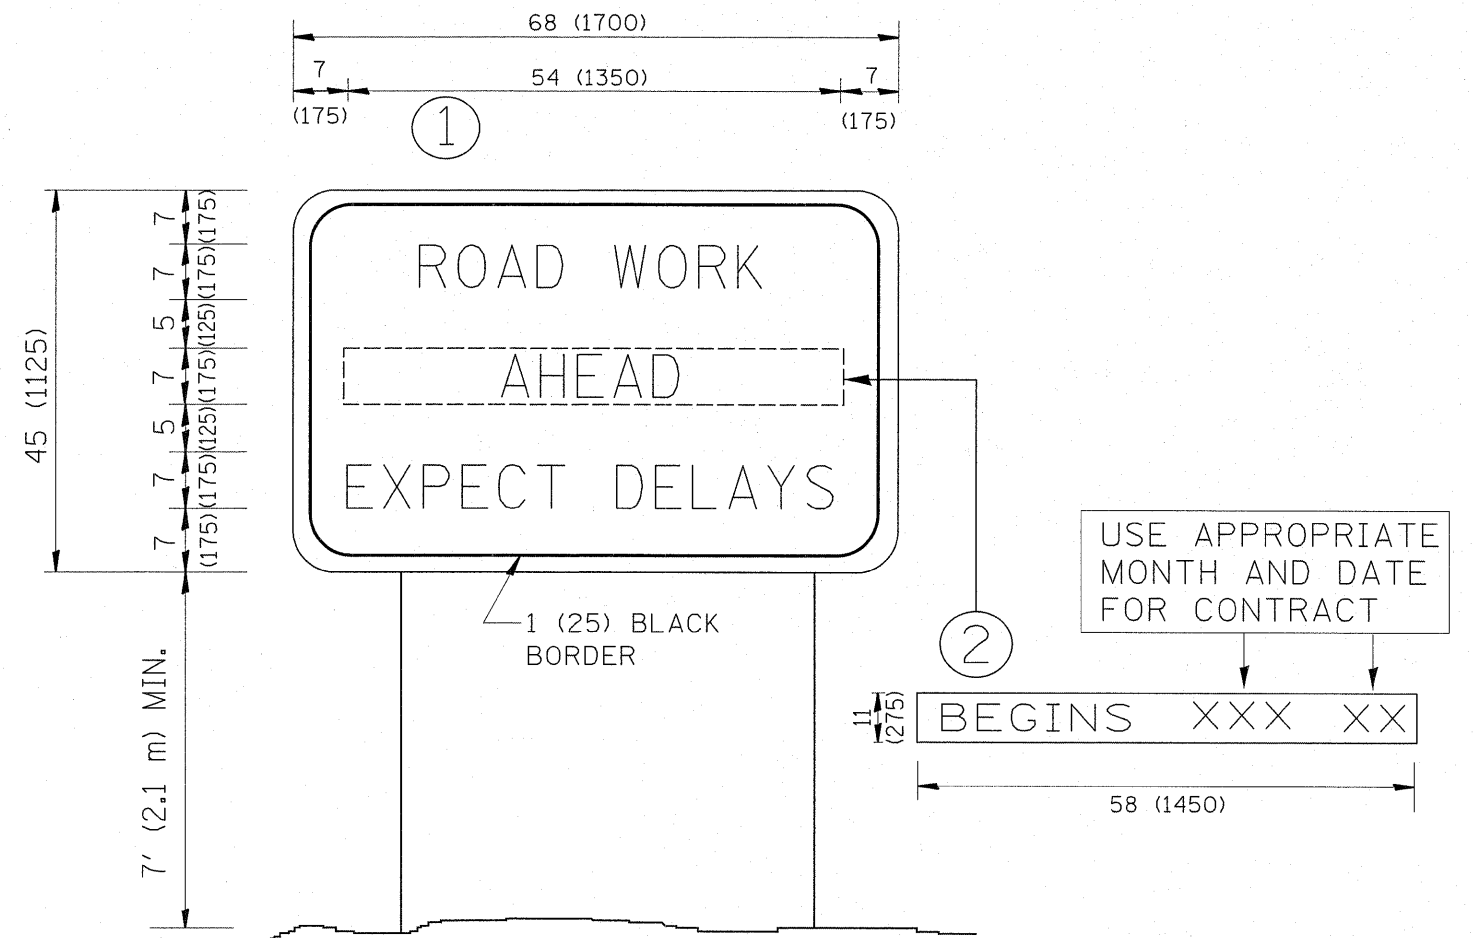 68 (1700)
7
54 (1350)
7
(175)
(175)
1
45 (1125)
7
(175)
7
(175)
5
(125)
7
(175)
5
(125)
7
(175)
7
(175)
ROAD WORK
AHEAD
EXPECT DELAYS
1 (25) BLACK
BORDER
7' (2.1 m) MIN.
2
USE APPROPRIATE
MONTH AND DATE
FOR CONTRACT
11
(275)
BEGINS XXX XX
58 (1450)